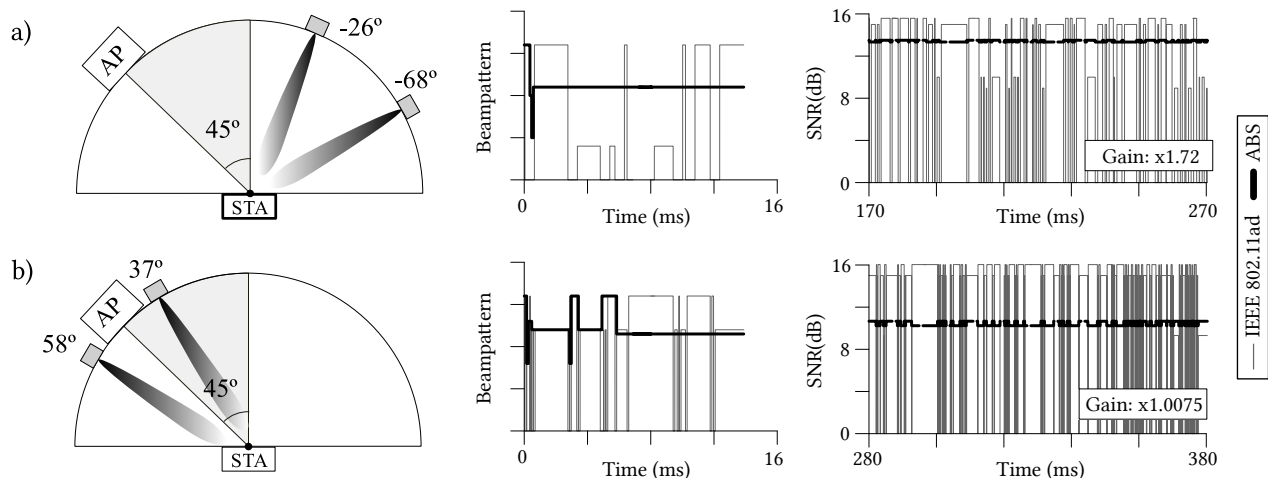 a)
AP
45º
-26º
-68º
STA
Beampattern
0
16
Time (ms)
SNR(dB)
16
8
0
170
270
Time (ms)
Gain: x1.72
b)
AP
37º
58º
45º
STA
Beampattern
0
16
Time (ms)
SNR(dB)
16
8
0
280
380
Time (ms)
Gain: x1.0075
IEEE 802.11ad
ABS